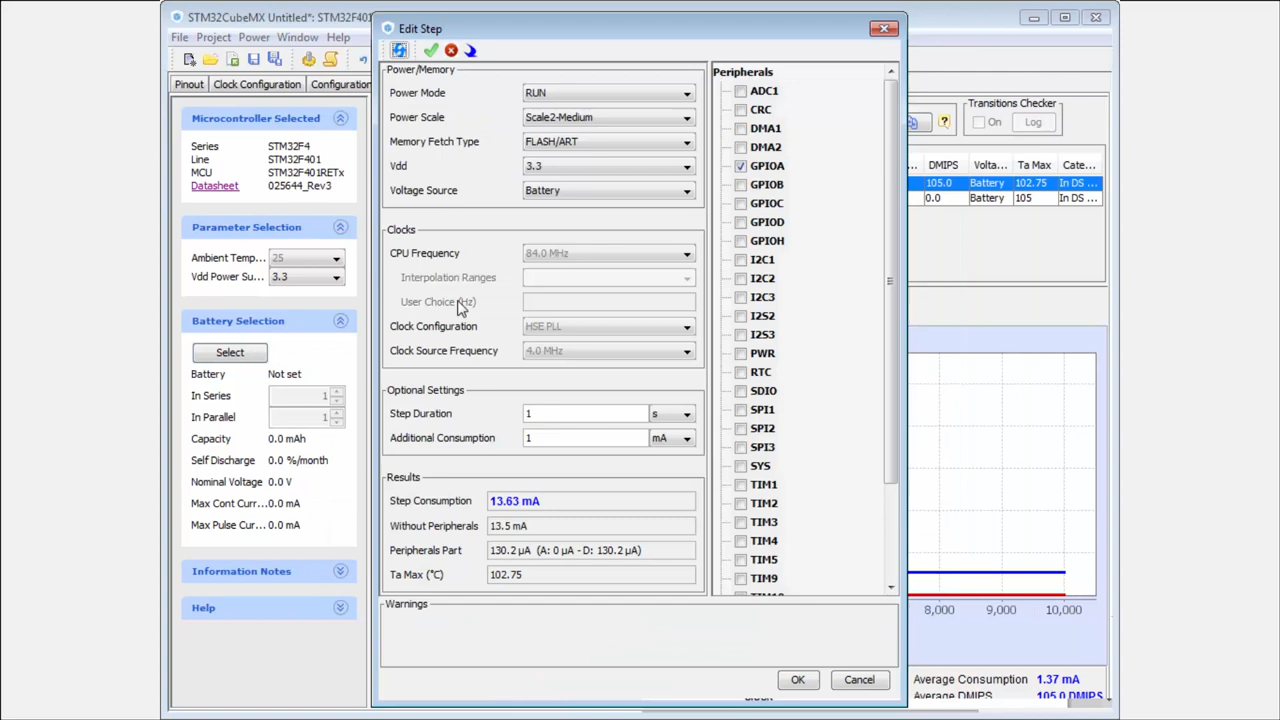 STM32CubeMX Untitled*: STM32F401
File Project Power Window Help
Pinout Clock Configuration Configuration
Microcontroller Selected
Series STM32F4
Line STM32F401
MCU STM32F401RETx
Datasheet 025644_Rev3
Parameter Selection
Ambient Temp... 25
Vdd Power Su... 3.3
Battery Selection
Select
Battery Not set
In Series 1
In Parallel 1
Capacity 0.0 mAh
Self Discharge 0.0 %/month
Nominal Voltage 0.0 V
Max Cont Curr...0.0 mA
Max Pulse Cur...0.0 mA
Information Notes
Help
Edit Step
Power/Memory
Power Mode RUN
Power Scale Scale2-Medium
Memory Fetch Type FLASH/ART
Vdd 3.3
Voltage Source Battery
Clocks
CPU Frequency 84.0 MHz
Interpolation Ranges
User Choice (Hz)
Clock Configuration HSE PLL
Clock Source Frequency 4.0 MHz
Optional Settings
Step Duration 1 s
Additional Consumption 1 mA
Results
Step Consumption 13.63 mA
Without Peripherals 13.5 mA
Peripherals Part 130.2 µA (A: 0 µA - D: 130.2 µA)
Ta Max (°C) 102.75
Warnings
Peripherals
ADC1
CRC
DMA1
DMA2
GPIOA
GPIOB
GPIOC
GPIOD
GPIOH
I2C1
I2C2
I2C3
I2S2
I2S3
PWR
RTC
SDIO
SPI1
SPI2
SPI3
SYS
TIM1
TIM2
TIM3
TIM4
TIM5
TIM9
TIM10
OK Cancel
Transitions Checker
On Log
... DMIPS Volta... Ta Max Cate...
105.0 Battery 102.75 In DS ...
0.0 Battery 105 In DS ...
8,000 9,000 10,000
Average Consumption 1.37 mA
Average DMIPS 105.0 DMIPS